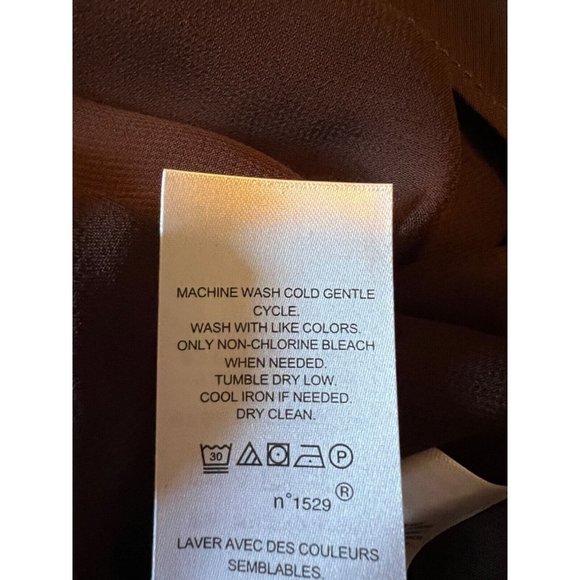 MACHINE WASH COLD GENTLE
CYCLE.
WASH WITH LIKE COLORS.
ONLY NON-CHLORINE BLEACH
WHEN NEEDED.
TUMBLE DRY LOW.
COOL IRON IF NEEDED.
DRY CLEAN.
30 P
n°1529®
LAVER AVEC DES COULEURS
SEMBLABLES.